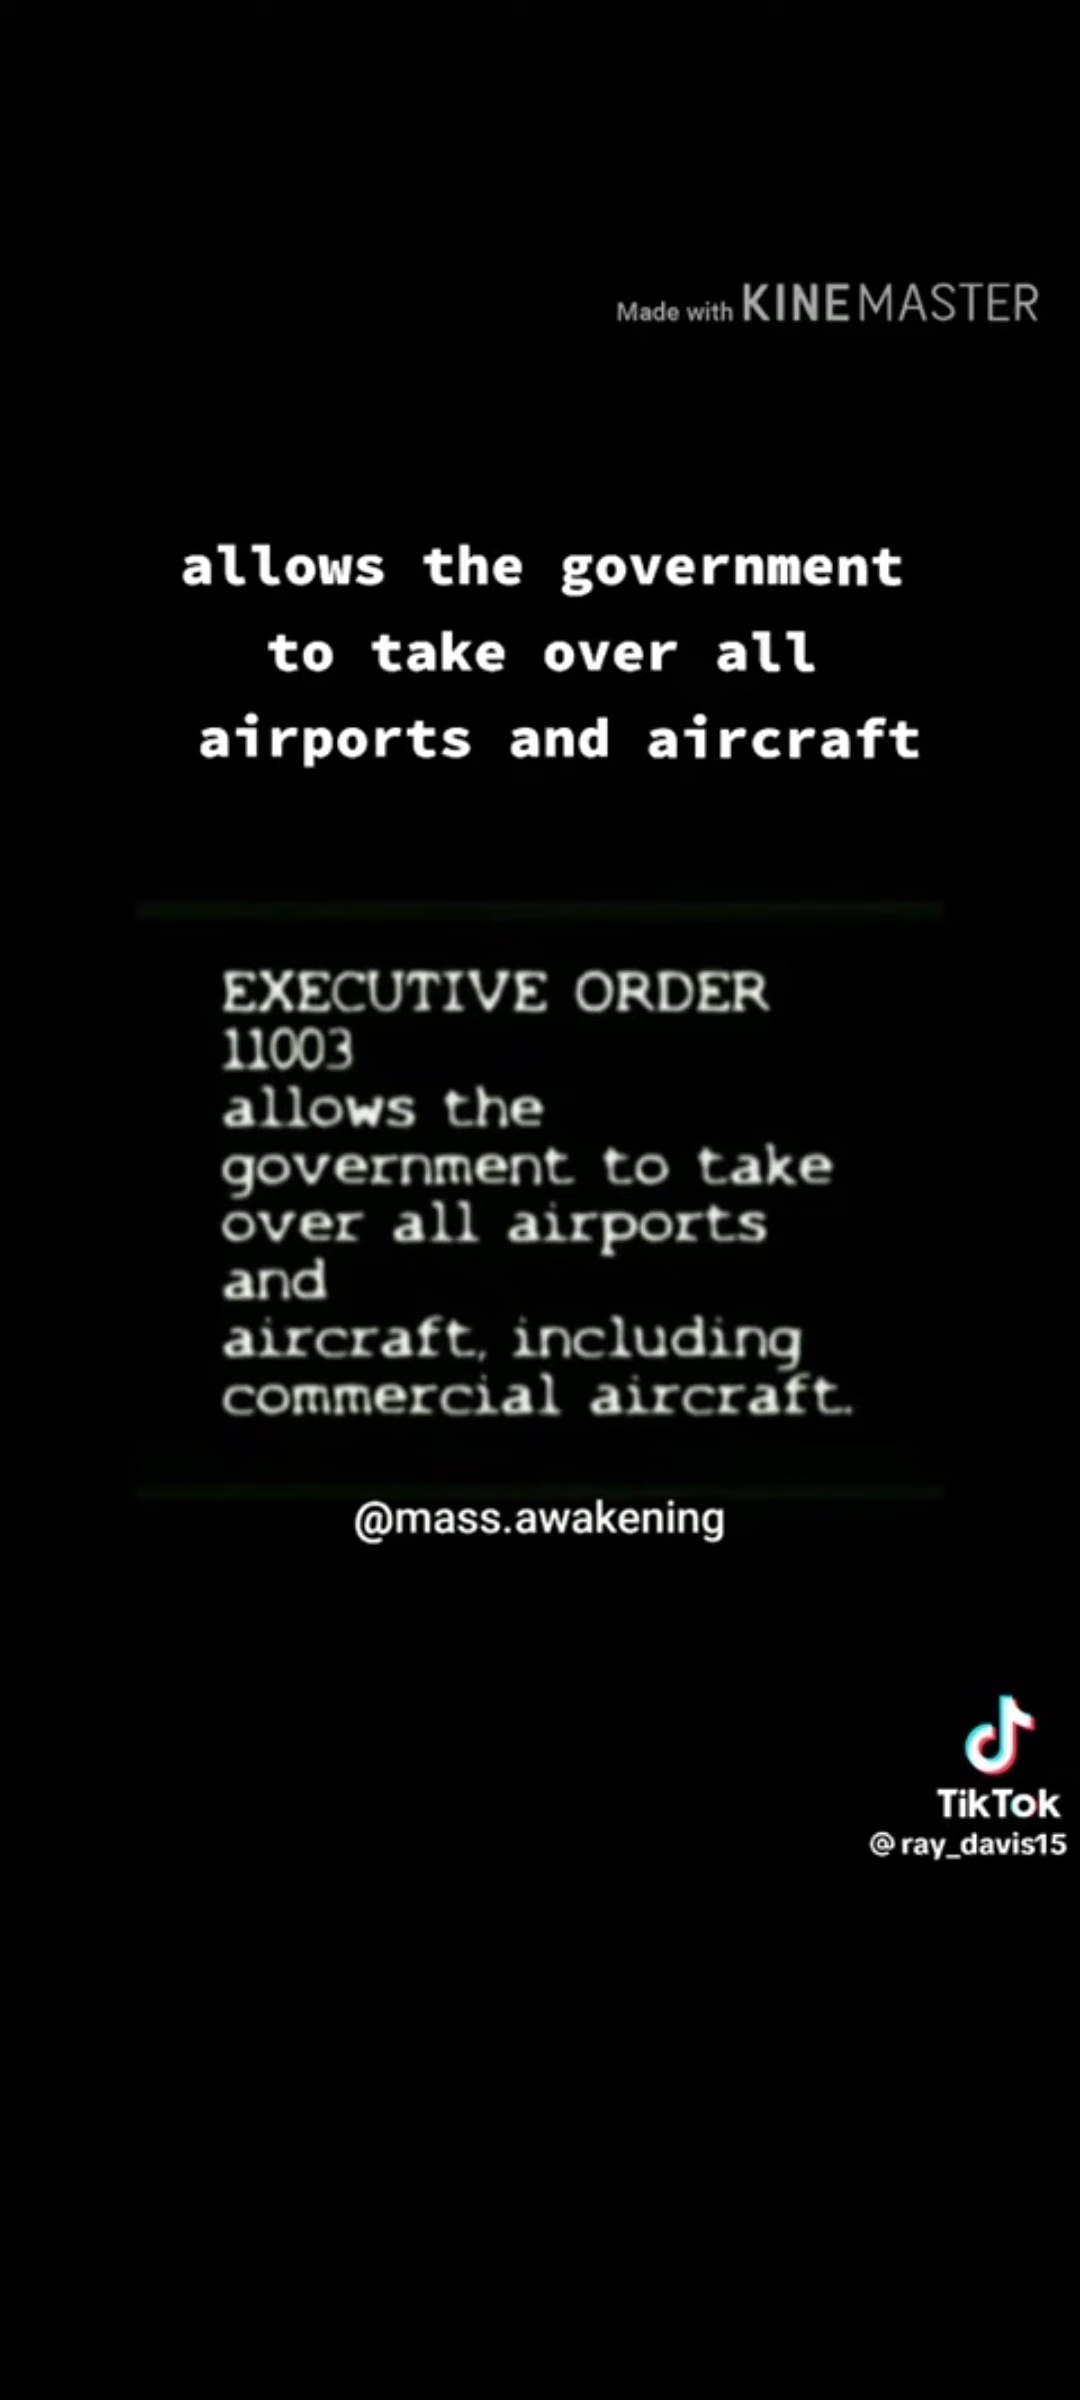 Made with KINEMASTER
allows the government
to take over all
airports and aircraft
EXECUTIVE ORDER
11003
allows the
government to take
over all airports
and
aircraft, including
commercial aircraft.
@mass.awakening
TikTok
@ray_davis15